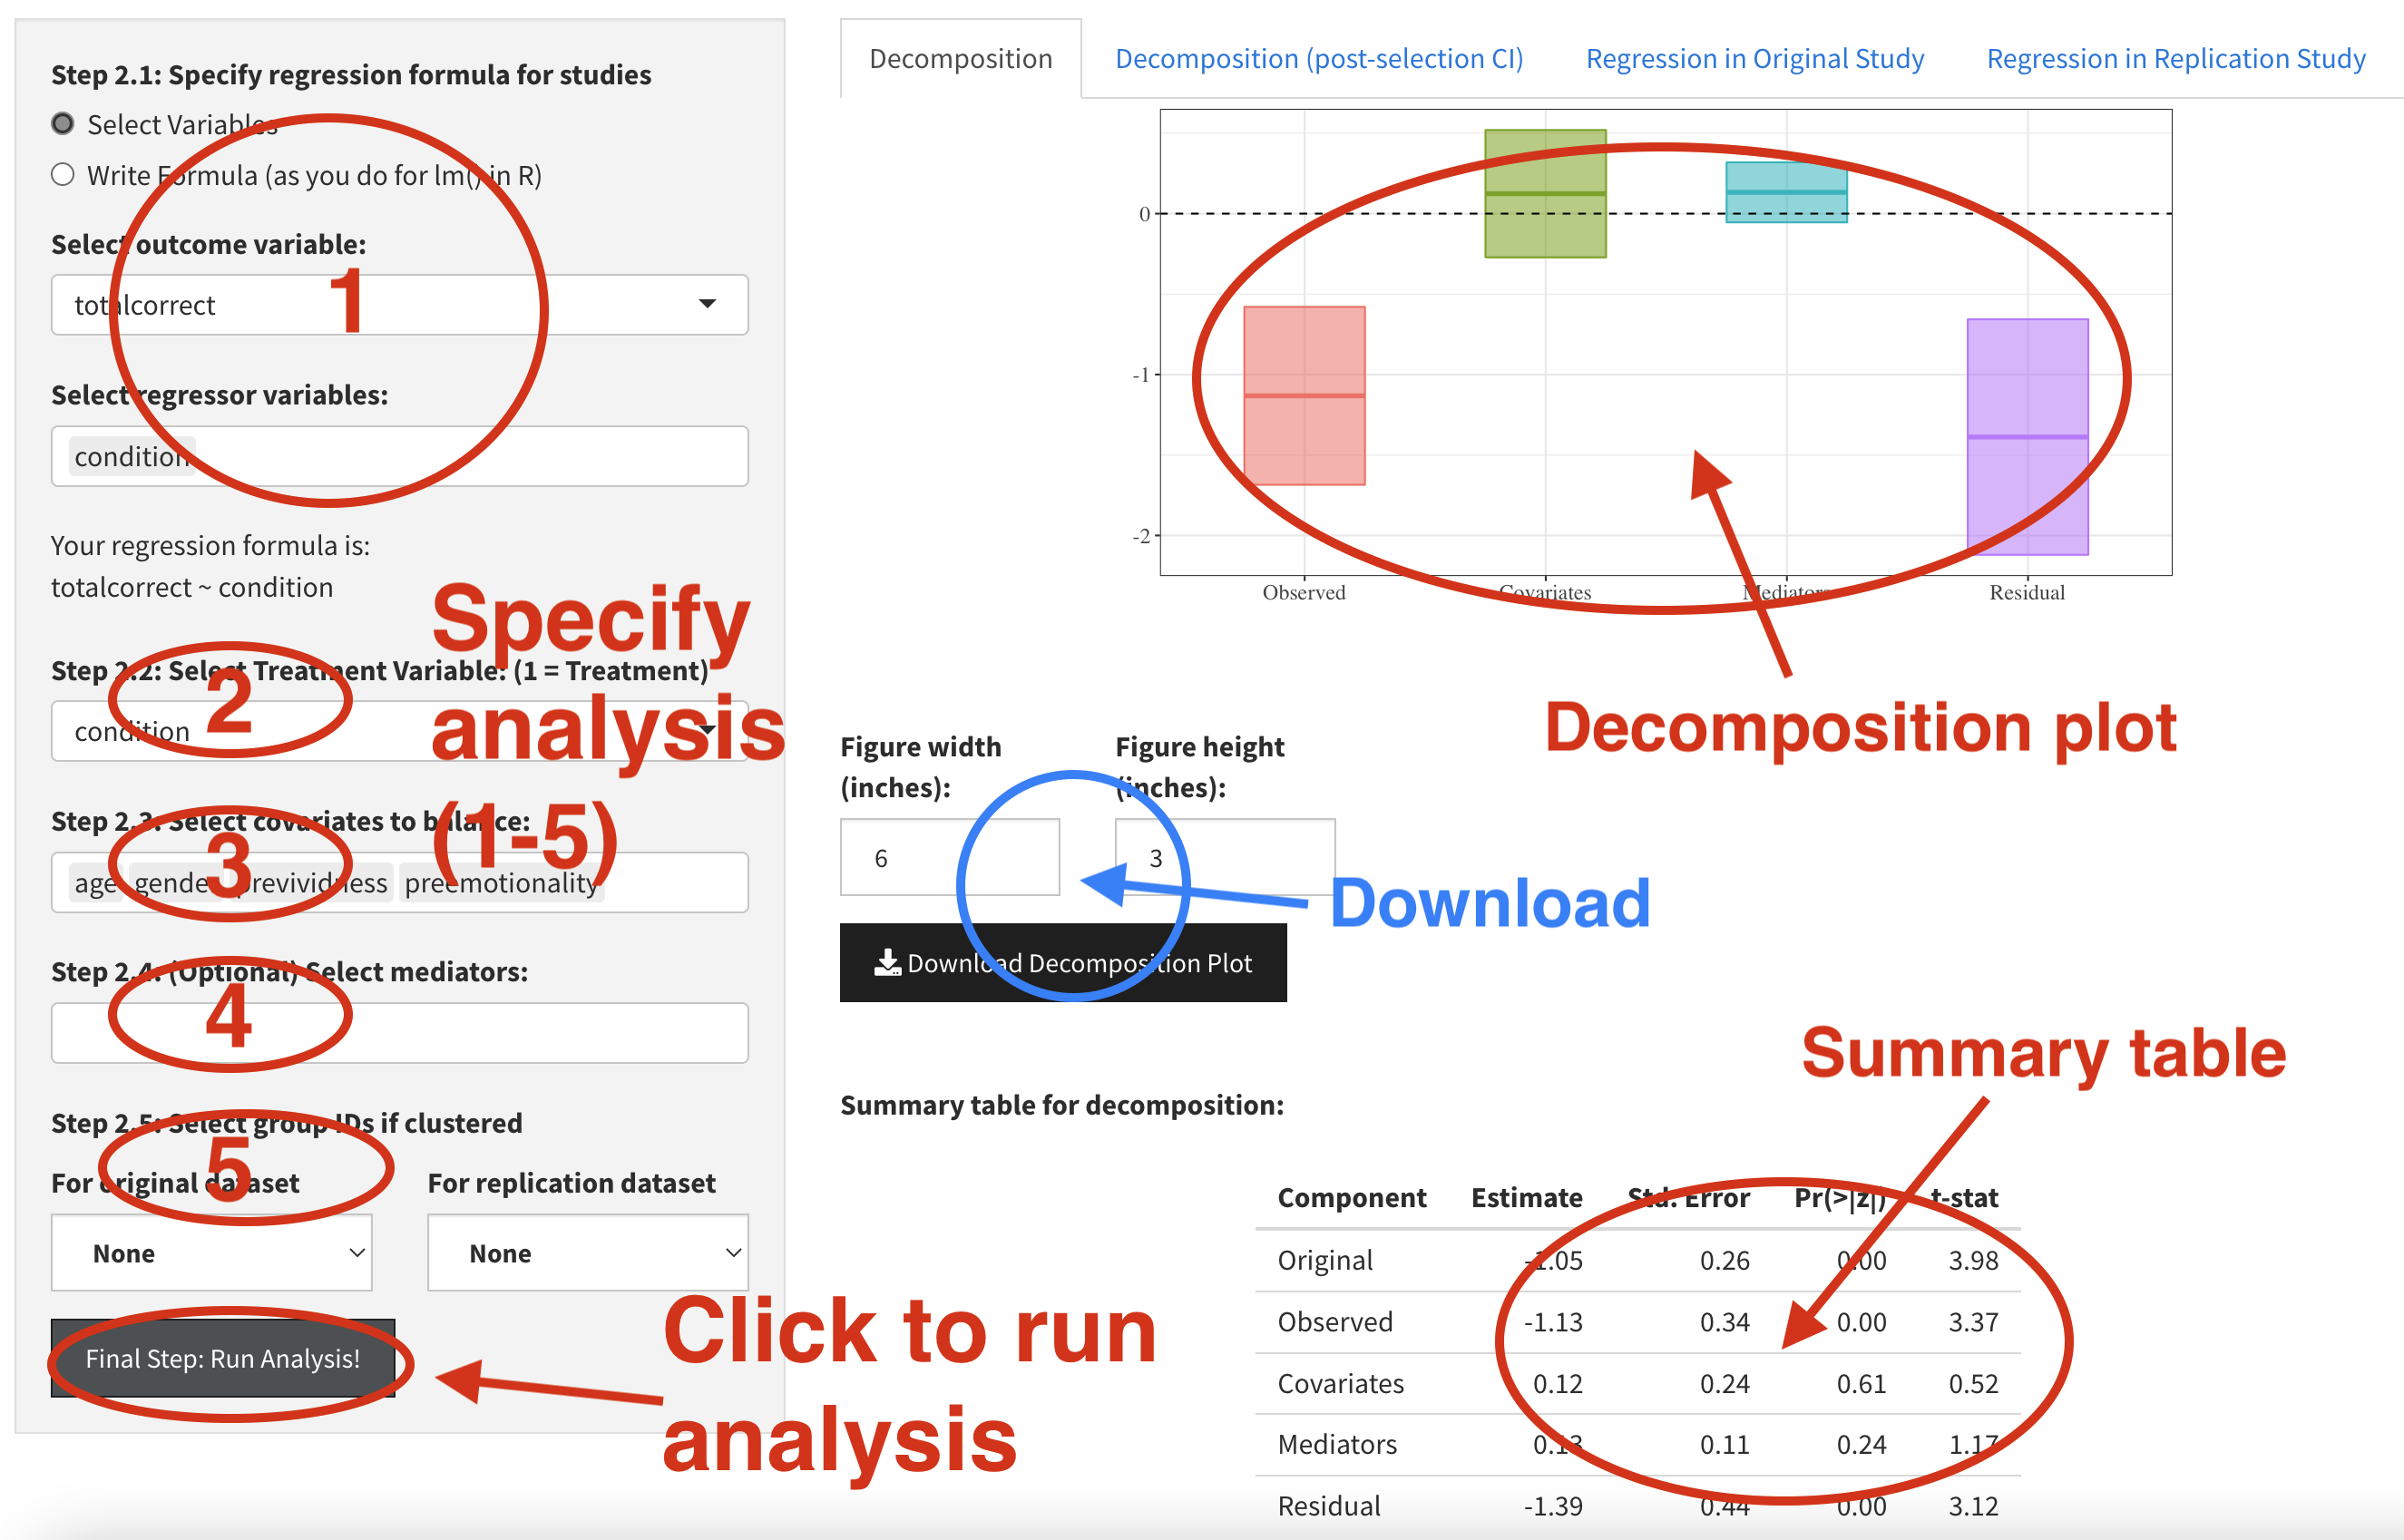 Step 2.1: Specify regression formula for studies
Select Variables
Write Formula (as you do for lm() in R)
Select outcome variable:
totalcorrect
1
Select regressor variables:
condition
Your regression formula is:
totalcorrect ~ condition
Specify
analysis
(1-5)
Step 2.2: Select Treatment Variable: (1 = Treatment)
2
condition
Step 2.3: Select covariates to balance:
3
age gender prevividness preemotionality
Step 2.4: (Optional) Select mediators:
4
Step 2.5: Select group IDs if clustered
5
For original dataset For replication dataset
None None
Final Step: Run Analysis!
Click to run
analysis
Decomposition Decomposition (post-selection CI) Regression in Original Study Regression in Replication Study
0
-1
-2
Observed Covariates Mediators Residual
Decomposition plot
Figure width Figure height
(inches): (inches):
6 3
Download
Download Decomposition Plot
Summary table
Summary table for decomposition:
Component Estimate Std. Error Pr(>|z|) t-stat
Original -1.05 0.26 0.00 3.98
Observed -1.13 0.34 0.00 3.37
Covariates 0.12 0.24 0.61 0.52
Mediators 0.13 0.11 0.24 1.17
Residual -1.39 0.44 0.00 3.12